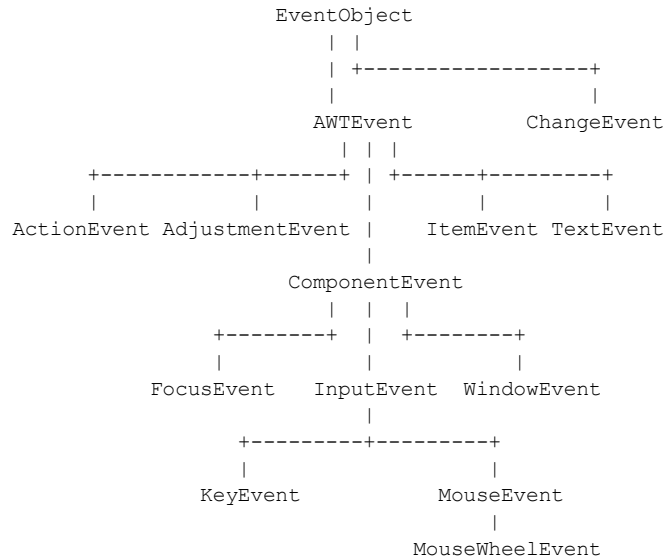 EventObject
AWTEvent ChangeEvent
ActionEvent AdjustmentEvent ItemEvent TextEvent
ComponentEvent
FocusEvent InputEvent WindowEvent
KeyEvent MouseEvent
MouseWheelEvent